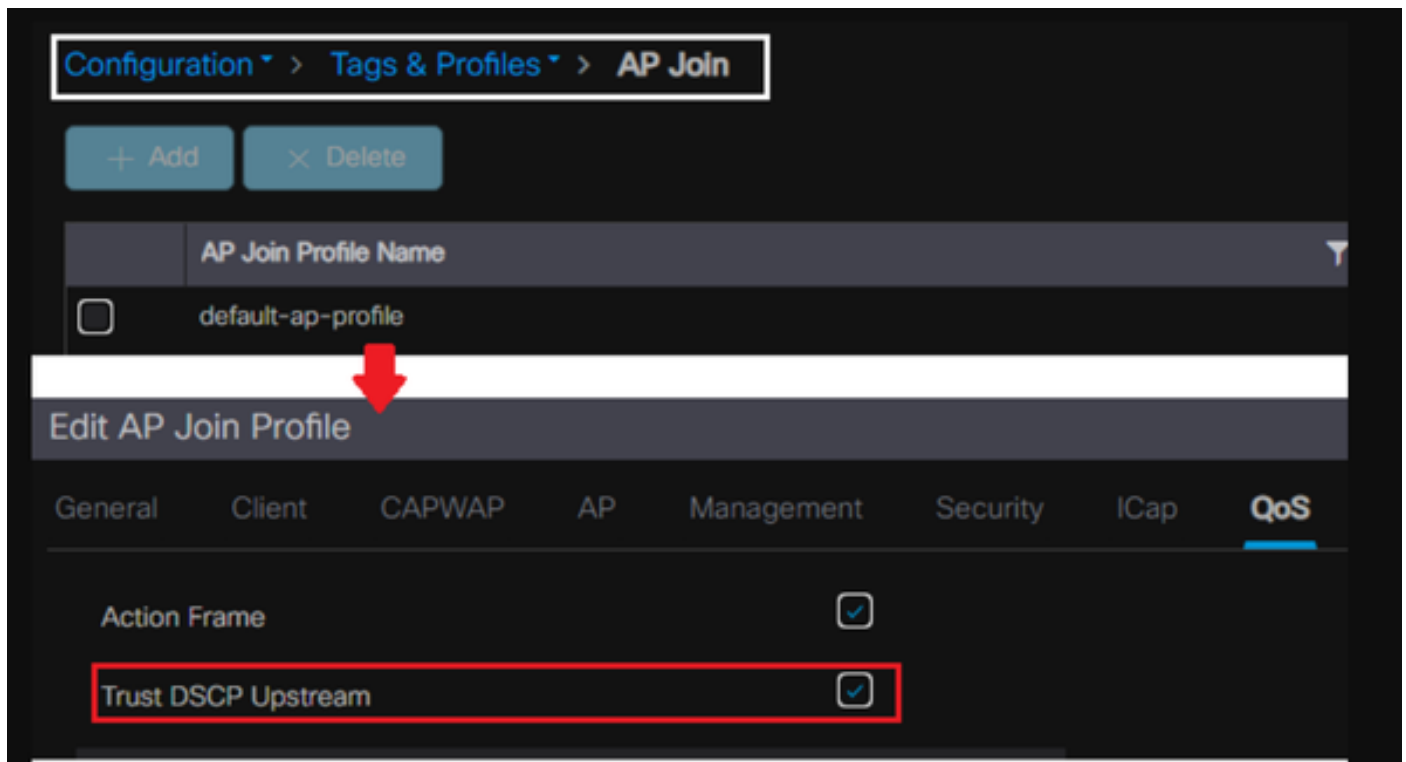 Configuration > Tags & Profiles > AP Join
+ Add × Delete
AP Join Profile Name
default-ap-profile
Edit AP Join Profile
General Client CAPWAP AP Management Security ICap QoS
Action Frame
Trust DSCP Upstream